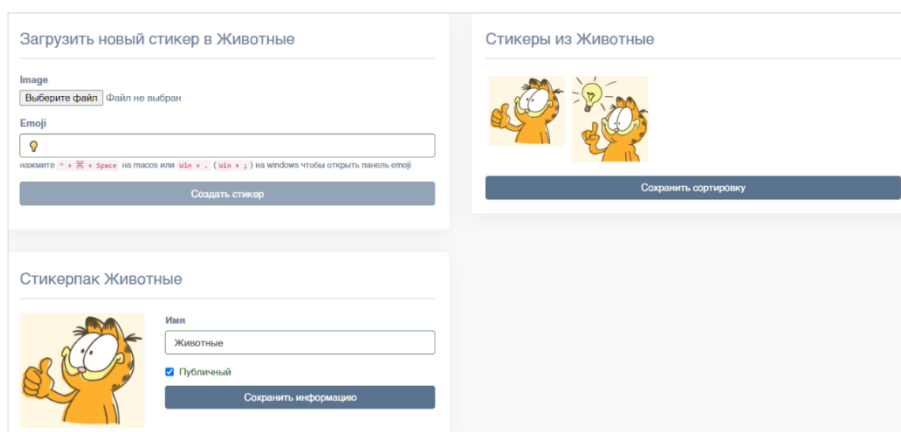 Загрузить новый стикер в Животные
Image
Выберите файл Файл не выбран
Emoji
нажмите ^ + ⌘ + Space на macos или Win + . ( Win + ; ) на windows чтобы открыть панель emoji
Создать стикер
Стикеры из Животные
Сохранить сортировку
Стикерпак Животные
Имя
Животные
Публичный
Сохранить информацию